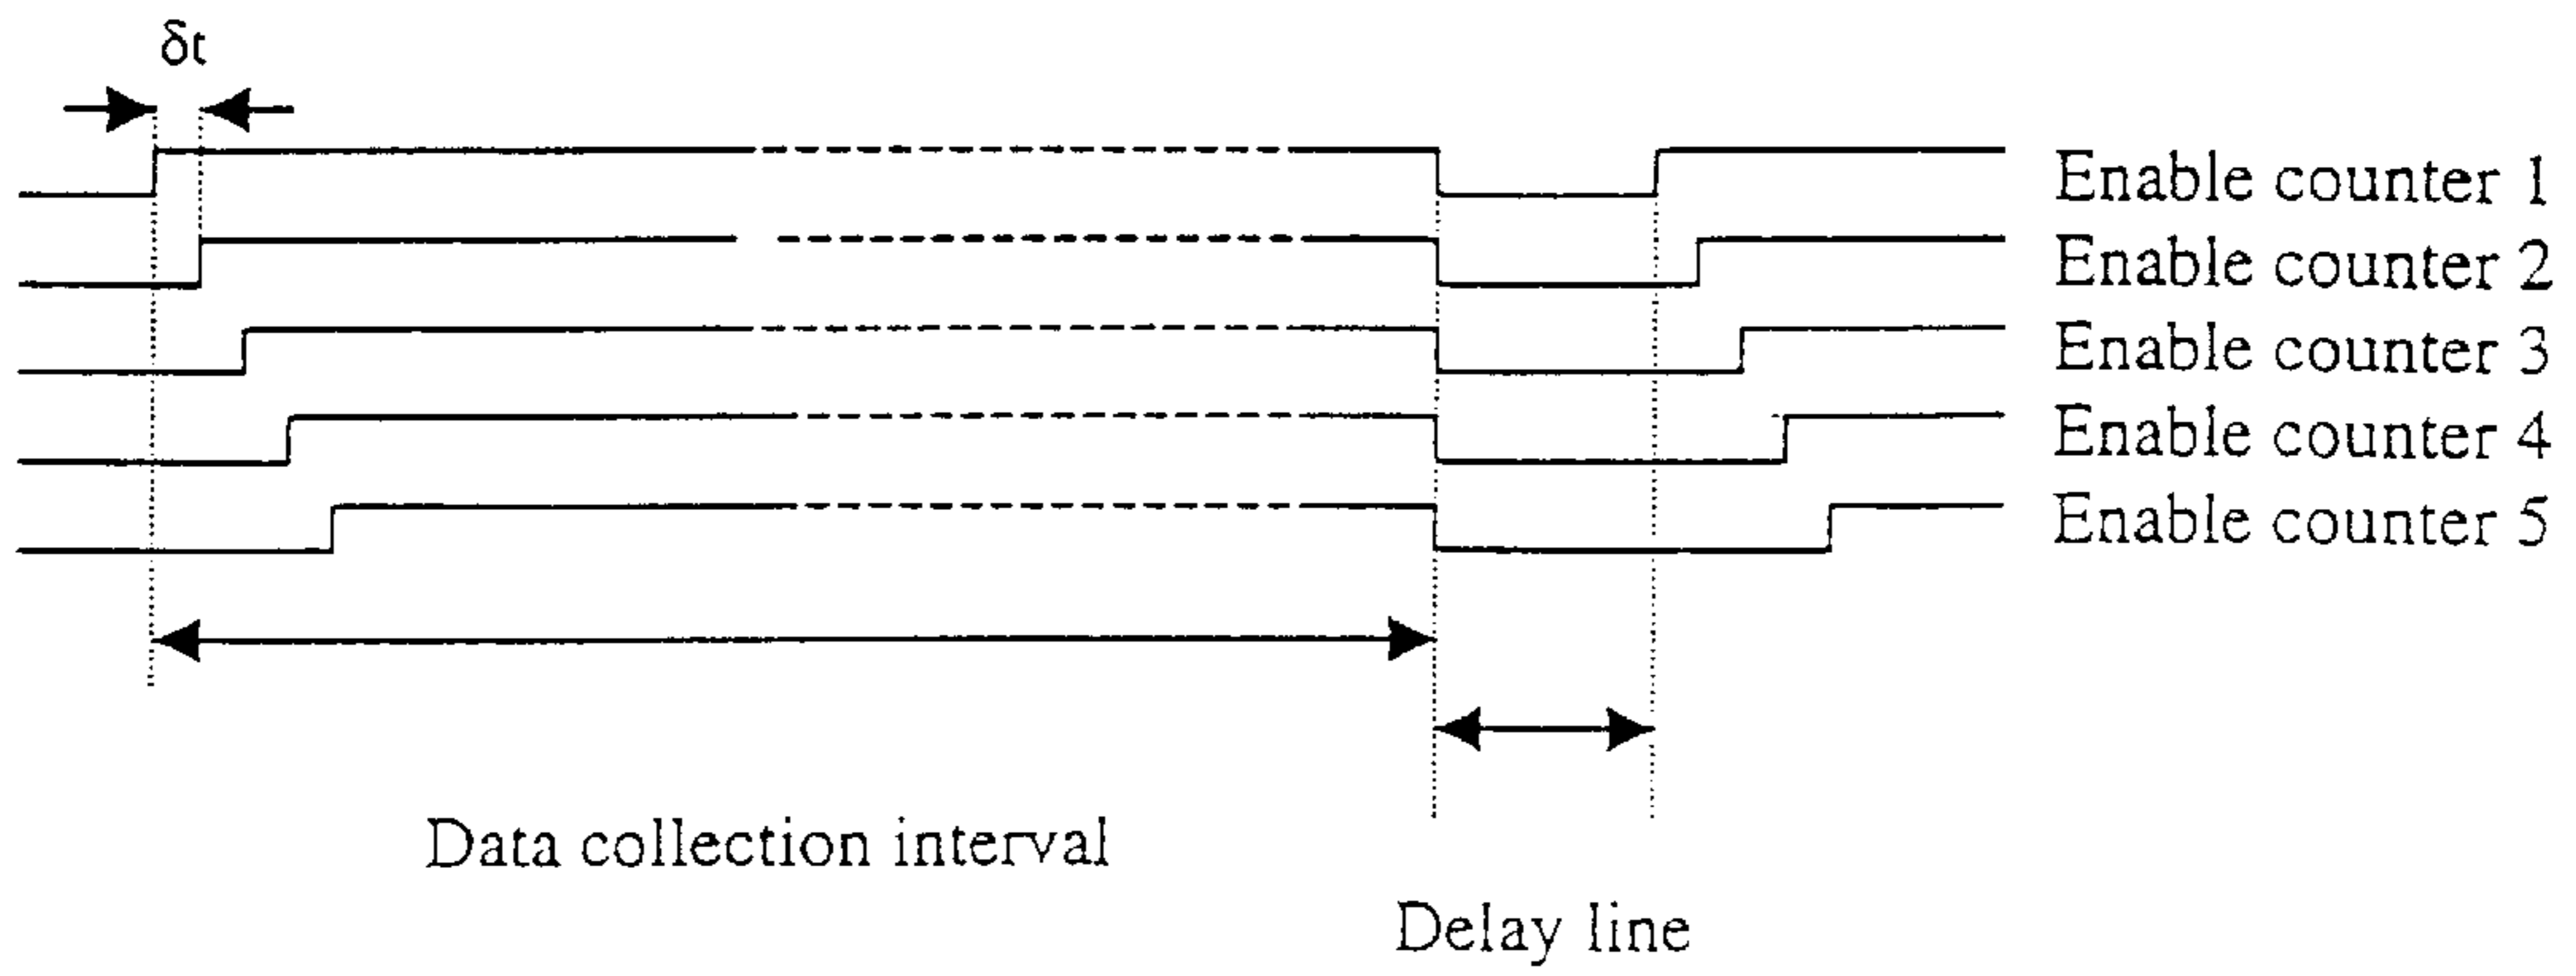 δt
Enable counter 1
Enable counter 2
Enable counter 3
Enable counter 4
Enable counter 5
Data collection interval
Delay line